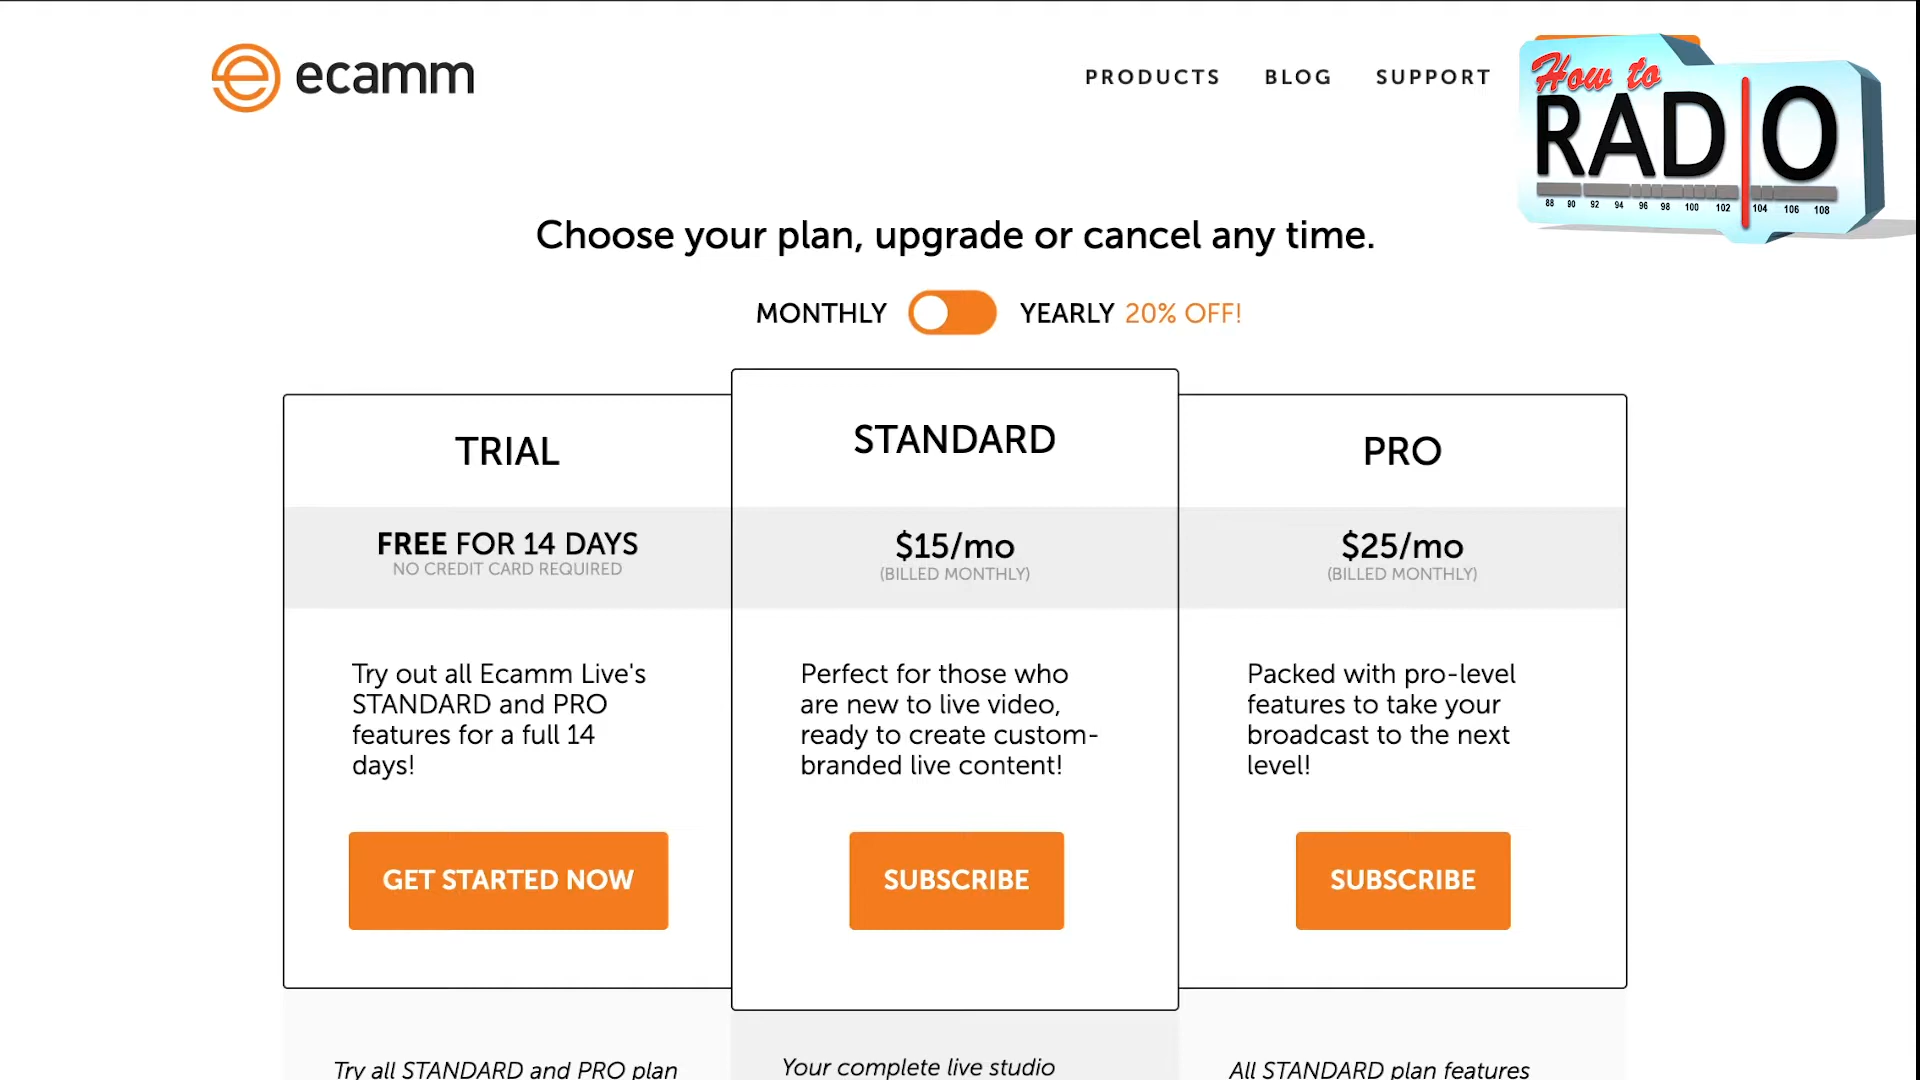 ecamm
PRODUCTS BLOG SUPPORT
How to
RADIO
88 90 92 94 96 98 100 102 104 106 108
Choose your plan, upgrade or cancel any time.
MONTHLY YEARLY 20% OFF!
TRIAL
FREE FOR 14 DAYS
NO CREDIT CARD REQUIRED
Try out all Ecamm Live's
STANDARD and PRO
features for a full 14
days!
GET STARTED NOW
Try all STANDARD and PRO plan
STANDARD
$15/mo
(BILLED MONTHLY)
Perfect for those who
are new to live video,
ready to create custom-
branded live content!
SUBSCRIBE
Your complete live studio
PRO
$25/mo
(BILLED MONTHLY)
Packed with pro-level
features to take your
broadcast to the next
level!
SUBSCRIBE
All STANDARD plan features